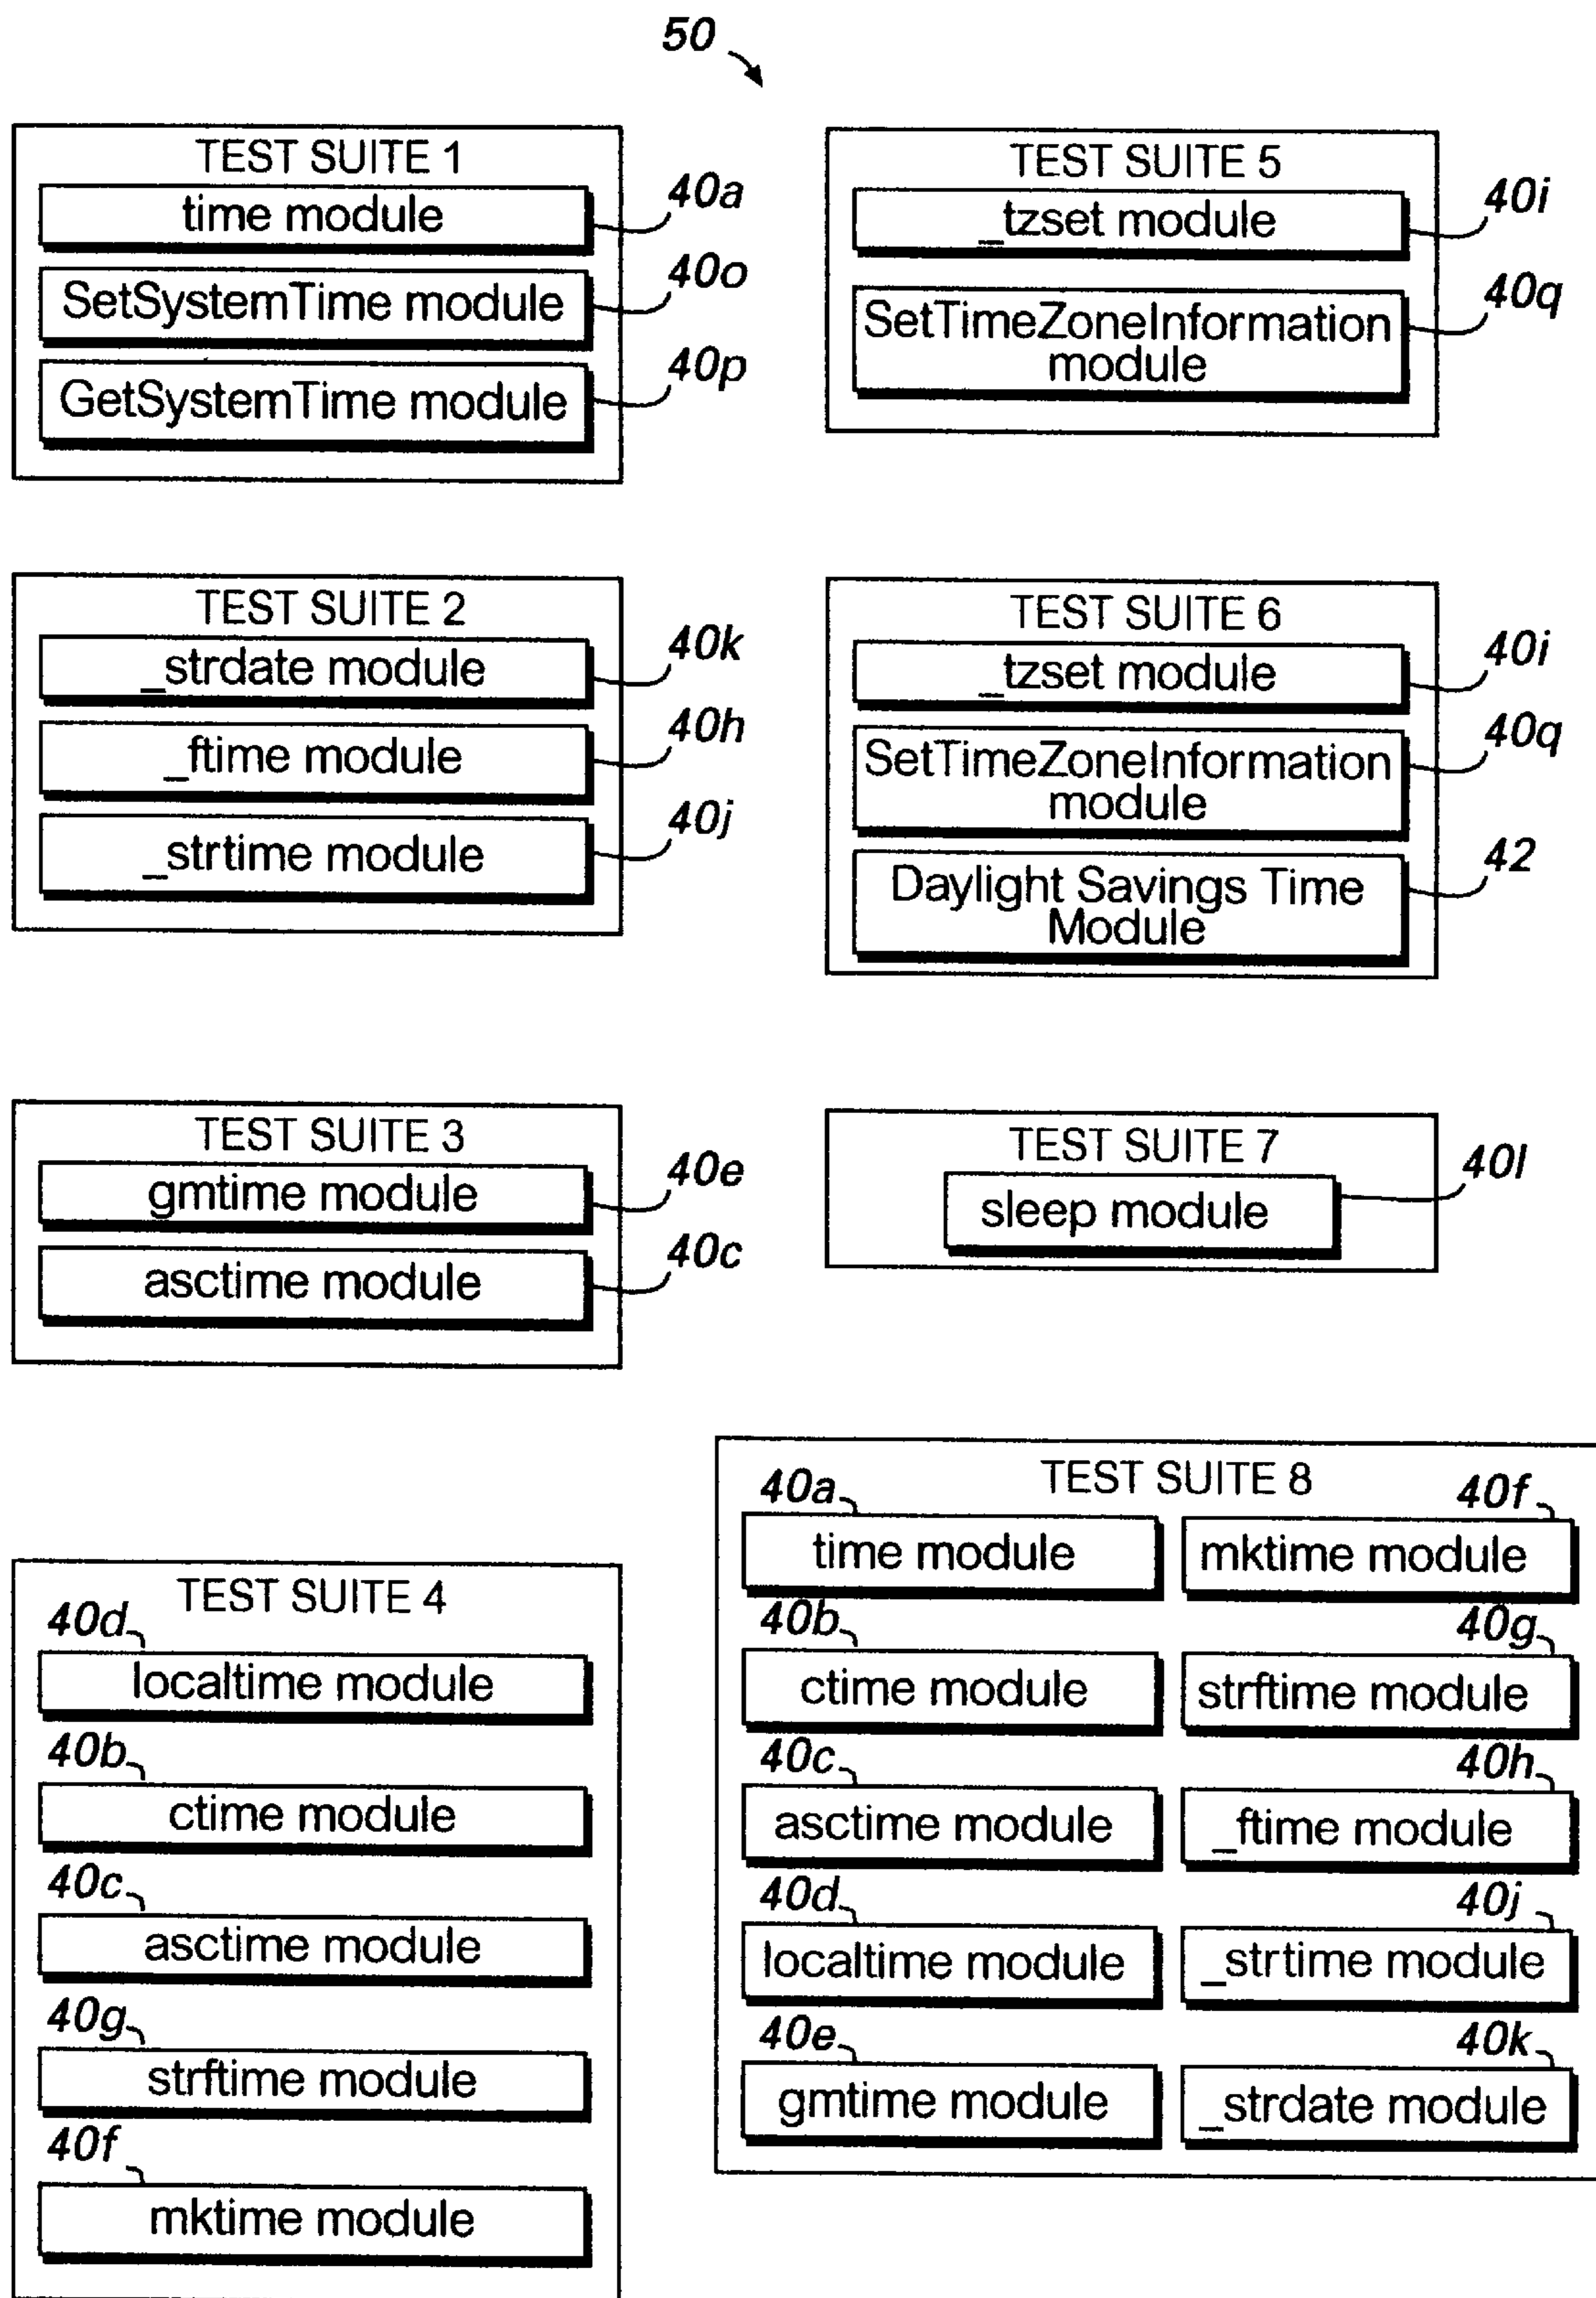 50
TEST SUITE 1
time module
40a
SetSystemTime module
40o
GetSystemTime module
40p
TEST SUITE 2
_strdate module
40k
_ftime module
40h
_strtime module
40j
TEST SUITE 3
gmtime module
40e
asctime module
40c
TEST SUITE 4
40d
localtime module
40b
ctime module
40c
asctime module
40g
strftime module
40f
mktime module
TEST SUITE 5
_tzset module
40i
SetTimeZoneInformation
module
40q
TEST SUITE 6
_tzset module
40i
SetTimeZoneInformation
module
40q
Daylight Savings Time
Module
42
TEST SUITE 7
sleep module
40l
TEST SUITE 8
40a
time module
40f
mktime module
40b
ctime module
40g
strftime module
40c
asctime module
40h
_ftime module
40d
localtime module
40j
_strtime module
40e
gmtime module
40k
_strdate module